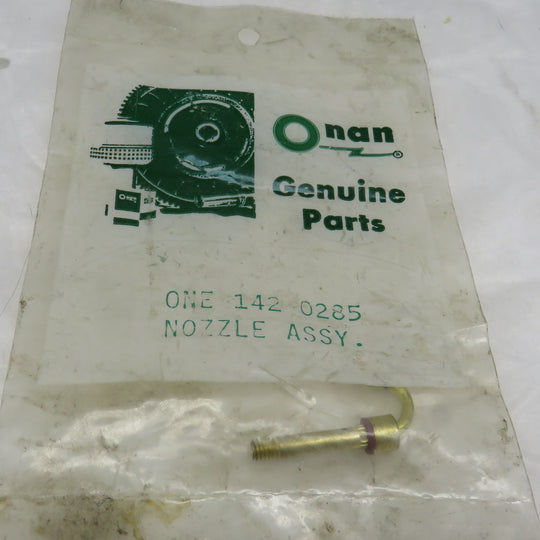 Onan
®
Genuine
Parts
ONE 142 0285
NOZZLE ASSY.